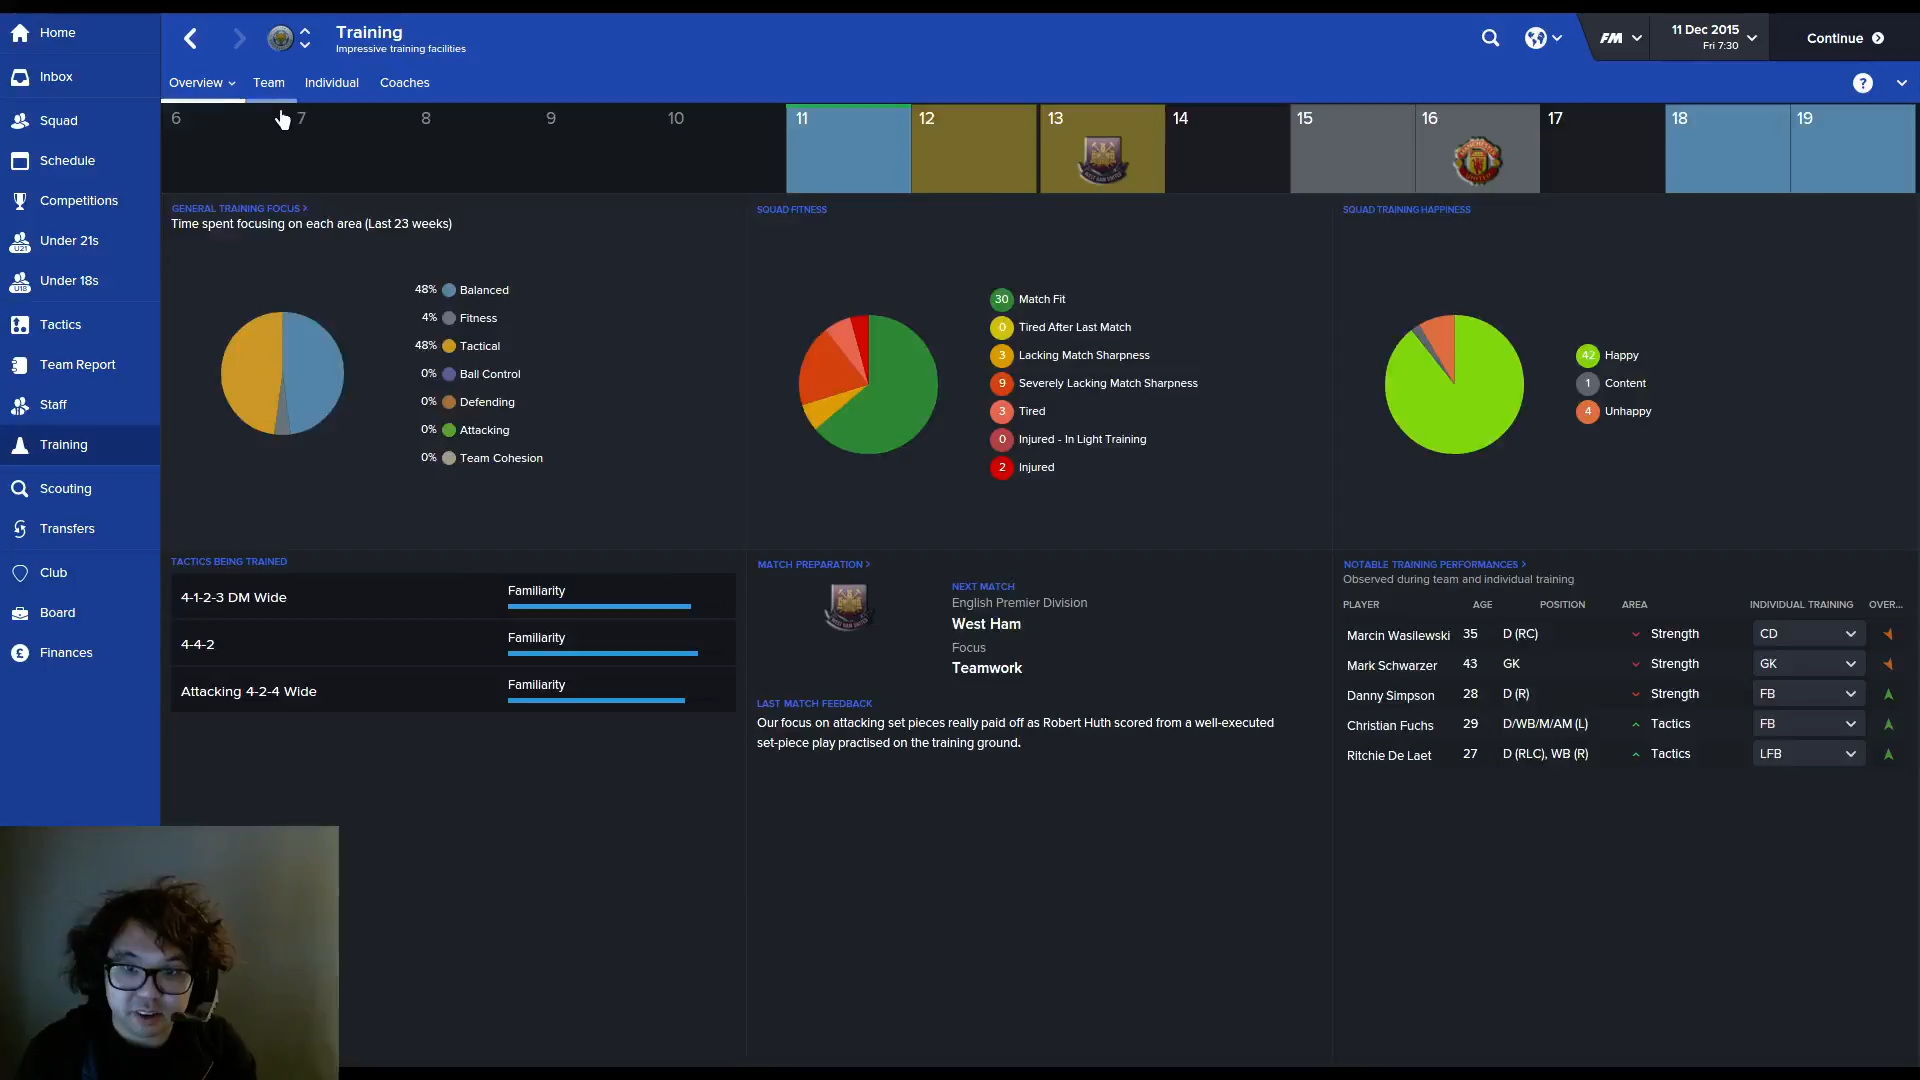 Home
Inbox
Squad
Schedule
Competitions
Under 21s
Under 18s
Tactics
Team Report
Staff
Training
Scouting
Transfers
Club
Board
Finances
U21
U18
Training
Impressive training facilities
FM
11 Dec 2015
Fri 7:30
Continue
Overview Team Individual Coaches
?
6 7 8 9 10 11 12 13 14 15 16 17 18 19
GENERAL TRAINING FOCUS >
Time spent focusing on each area (Last 23 weeks)
48% Balanced
4% Fitness
48% Tactical
0% Ball Control
0% Defending
0% Attacking
0% Team Cohesion
SQUAD FITNESS
30 Match Fit
0 Tired After Last Match
3 Lacking Match Sharpness
9 Severely Lacking Match Sharpness
3 Tired
0 Injured - In Light Training
2 Injured
SQUAD TRAINING HAPPINESS
42 Happy
1 Content
4 Unhappy
TACTICS BEING TRAINED
4-1-2-3 DM Wide Familiarity
4-4-2 Familiarity
Attacking 4-2-4 Wide Familiarity
MATCH PREPARATION >
NEXT MATCH
English Premier Division
West Ham
Focus
Teamwork
LAST MATCH FEEDBACK
Our focus on attacking set pieces really paid off as Robert Huth scored from a well-executed
set-piece play practised on the training ground.
NOTABLE TRAINING PERFORMANCES >
Observed during team and individual training
PLAYER AGE POSITION AREA INDIVIDUAL TRAINING OVER...
Marcin Wasilewski 35 D (RC) Strength CD
Mark Schwarzer 43 GK Strength GK
Danny Simpson 28 D (R) Strength FB
Christian Fuchs 29 D/WB/M/AM (L) Tactics FB
Ritchie De Laet 27 D (RLC), WB (R) Tactics LFB